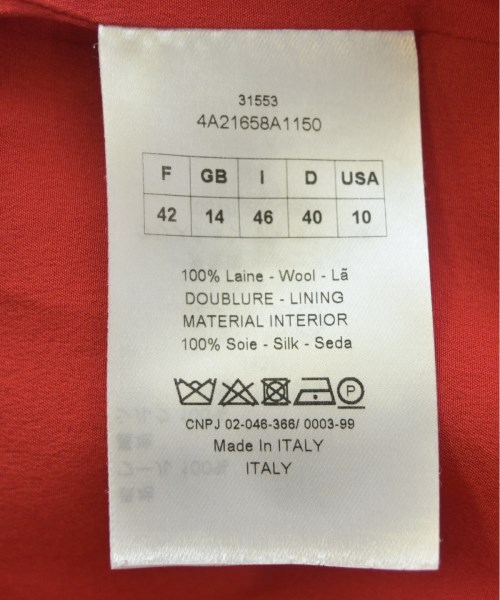 31553
4A21658A1150
F GB I D USA
42 14 46 40 10
100% Laine - Wool - Lã
DOUBLURE - LINING
MATERIAL INTERIOR
100% Soie - Silk - Seda
P
CNPJ 02-046-366/ 0003-99
Made In ITALY
ITALY